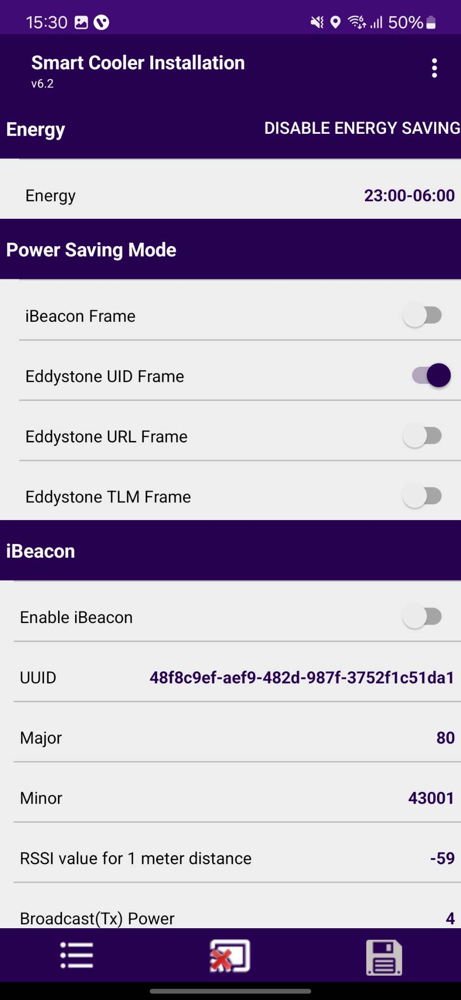 15:30
50%
Smart Cooler Installation
v6.2
Energy DISABLE ENERGY SAVING
Energy 23:00-06:00
Power Saving Mode
iBeacon Frame
Eddystone UID Frame
Eddystone URL Frame
Eddystone TLM Frame
iBeacon
Enable iBeacon
UUID 48f8c9ef-aef9-482d-987f-3752f1c51da1
Major 80
Minor 43001
RSSI value for 1 meter distance -59
Broadcast(Tx) Power 4